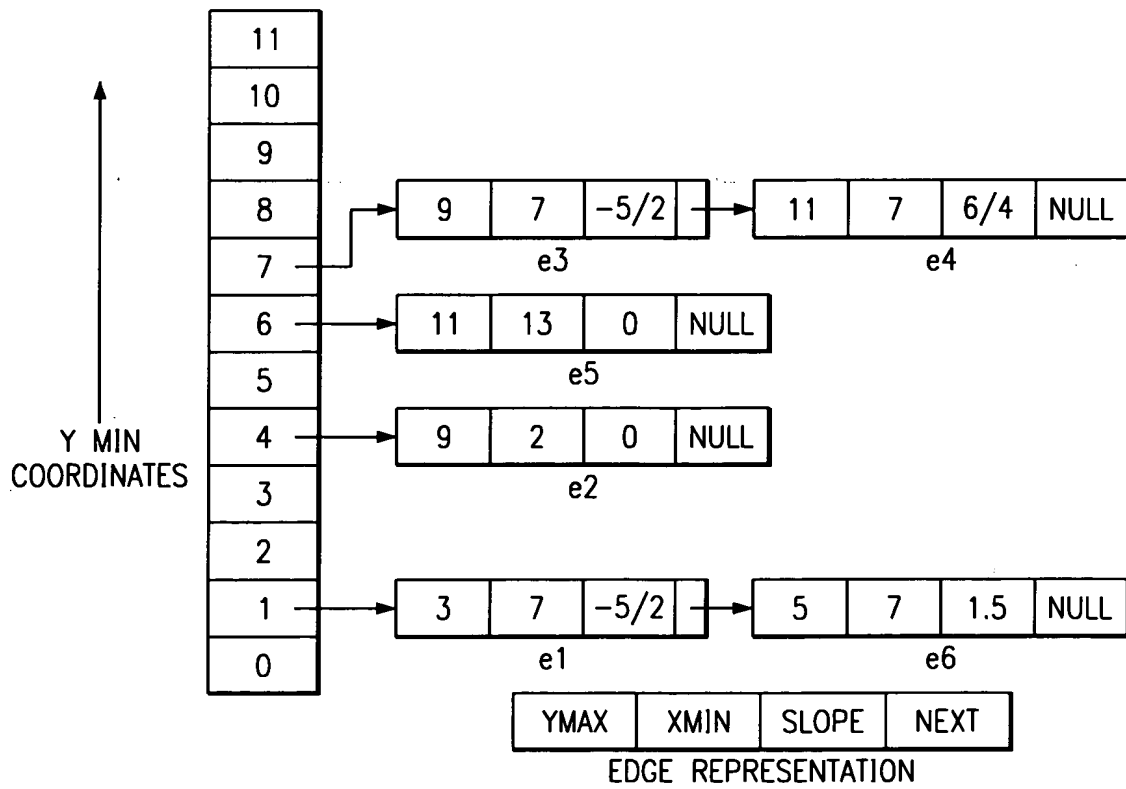 11
10
9
8
9 7 -5/2
11 7 6/4 NULL
e3
e4
7
6
11 13 0 NULL
e5
5
4
9 2 0 NULL
e2
Y MIN
COORDINATES
3
2
1
3 7 -5/2
5 7 1.5 NULL
e1
e6
0
YMAX XMIN SLOPE NEXT
EDGE REPRESENTATION